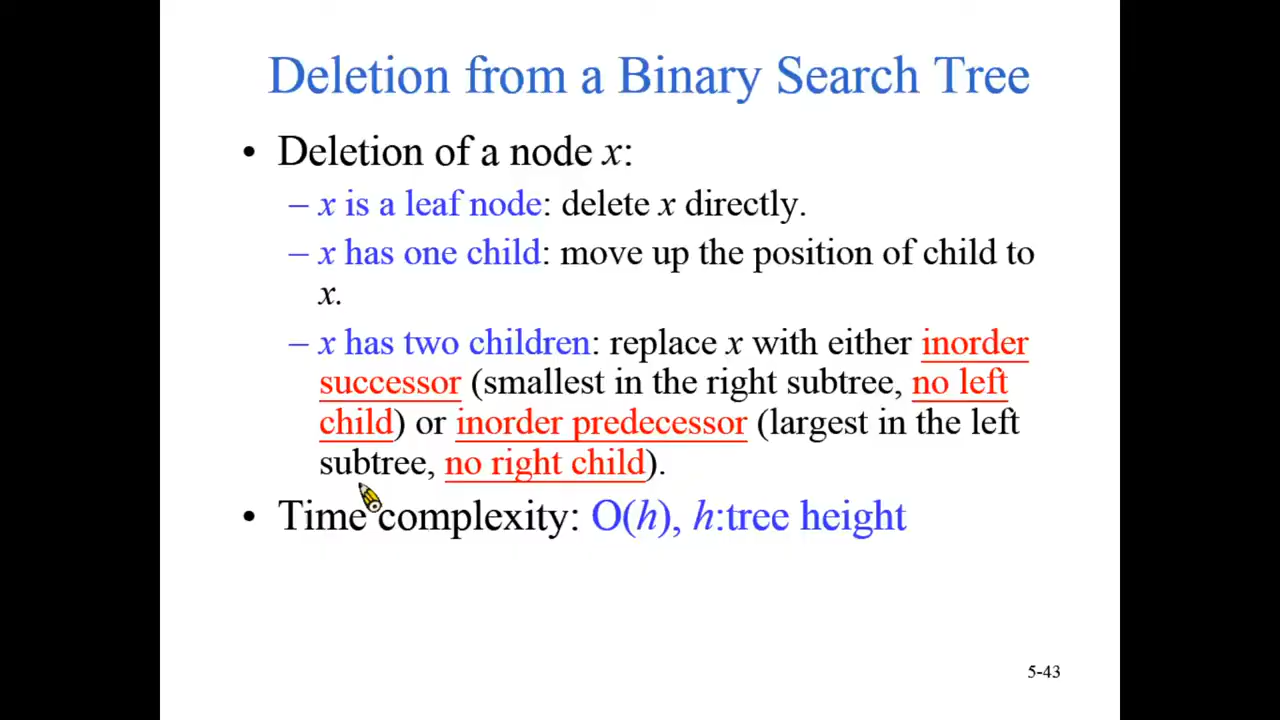 Deletion from a Binary Search Tree
• Deletion of a node x:
– x is a leaf node: delete x directly.
– x has one child: move up the position of child to
x.
– x has two children: replace x with either inorder
successor (smallest in the right subtree, no left
child) or inorder predecessor (largest in the left
subtree, no right child).
• Time complexity: O(h), h:tree height
5-43